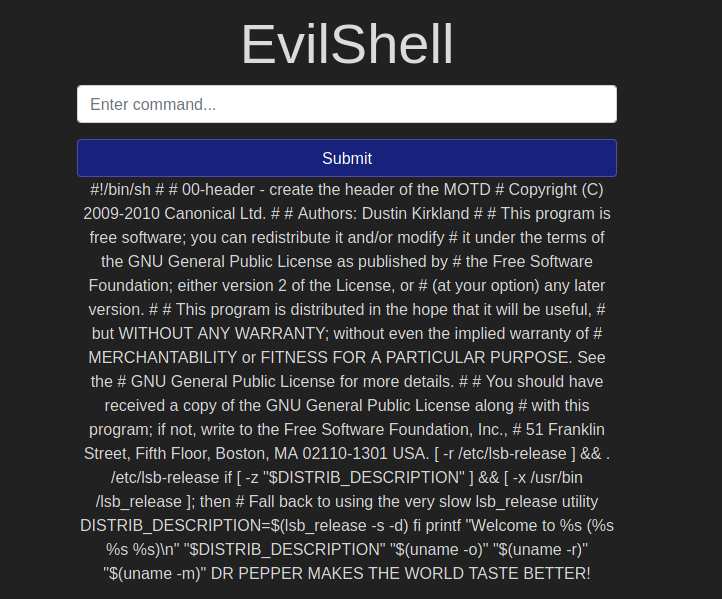 EvilShell
Enter command...
Submit
#!/bin/sh # # 00-header - create the header of the MOTD # Copyright (C)
2009-2010 Canonical Ltd. # # Authors: Dustin Kirkland # # This program is
free software; you can redistribute it and/or modify # it under the terms of
the GNU General Public License as published by # the Free Software
Foundation; either version 2 of the License, or # (at your option) any later
version. # # This program is distributed in the hope that it will be useful, #
but WITHOUT ANY WARRANTY; without even the implied warranty of #
MERCHANTABILITY or FITNESS FOR A PARTICULAR PURPOSE. See
the # GNU General Public License for more details. # # You should have
received a copy of the GNU General Public License along # with this
program; if not, write to the Free Software Foundation, Inc., # 51 Franklin
Street, Fifth Floor, Boston, MA 02110-1301 USA. [ -r /etc/lsb-release ] && .
/etc/lsb-release if [ -z "$DISTRIB_DESCRIPTION" ] && [ -x /usr/bin
/lsb_release ]; then # Fall back to using the very slow lsb_release utility
DISTRIB_DESCRIPTION=$(lsb_release -s -d) fi printf "Welcome to %s (%s
%s %s)\n" "$DISTRIB_DESCRIPTION" "$(uname -o)" "$(uname -r)"
"$(uname -m)" DR PEPPER MAKES THE WORLD TASTE BETTER!